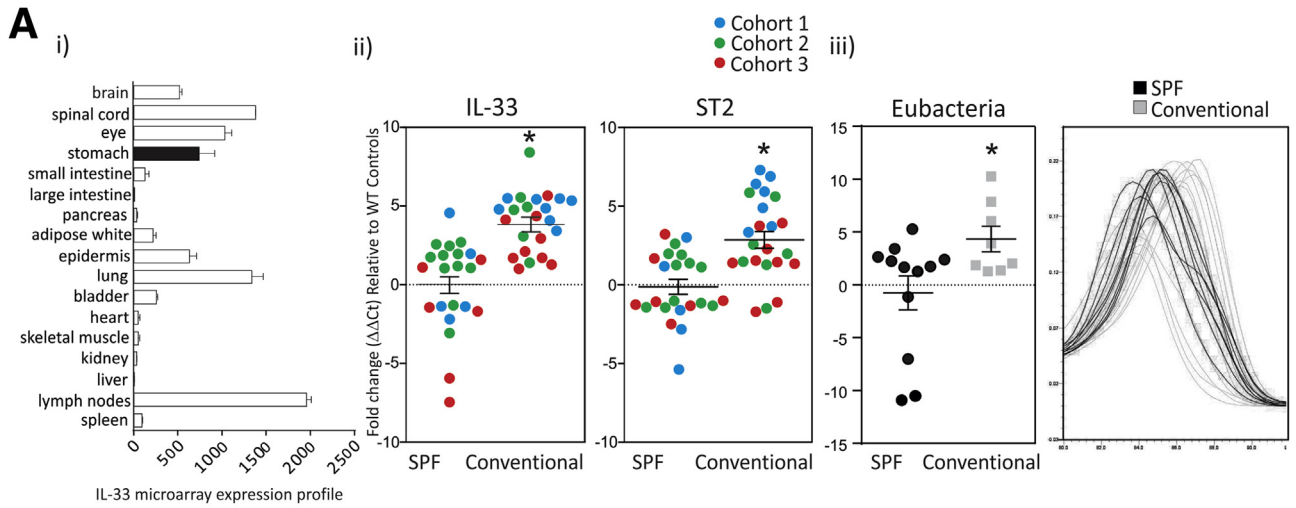 A
i)
ii)
iii)
Cohort 1
Cohort 2
Cohort 3
brain
spinal cord
eye
stomach
small intestine
large intestine
pancreas
adipose white
epidermis
lung
bladder
heart
skeletal muscle
kidney
liver
lymph nodes
spleen
0
500
1000
1500
2000
2500
IL-33 microarray expression profile
Fold change (ΔΔCt) Relative to WT Controls
IL-33
10
5
0
-5
-10
*
SPF
Conventional
ST2
10
5
0
-5
-10
*
SPF
Conventional
Eubacteria
15
10
5
0
-5
-10
-15
*
SPF
Conventional
SPF
Conventional